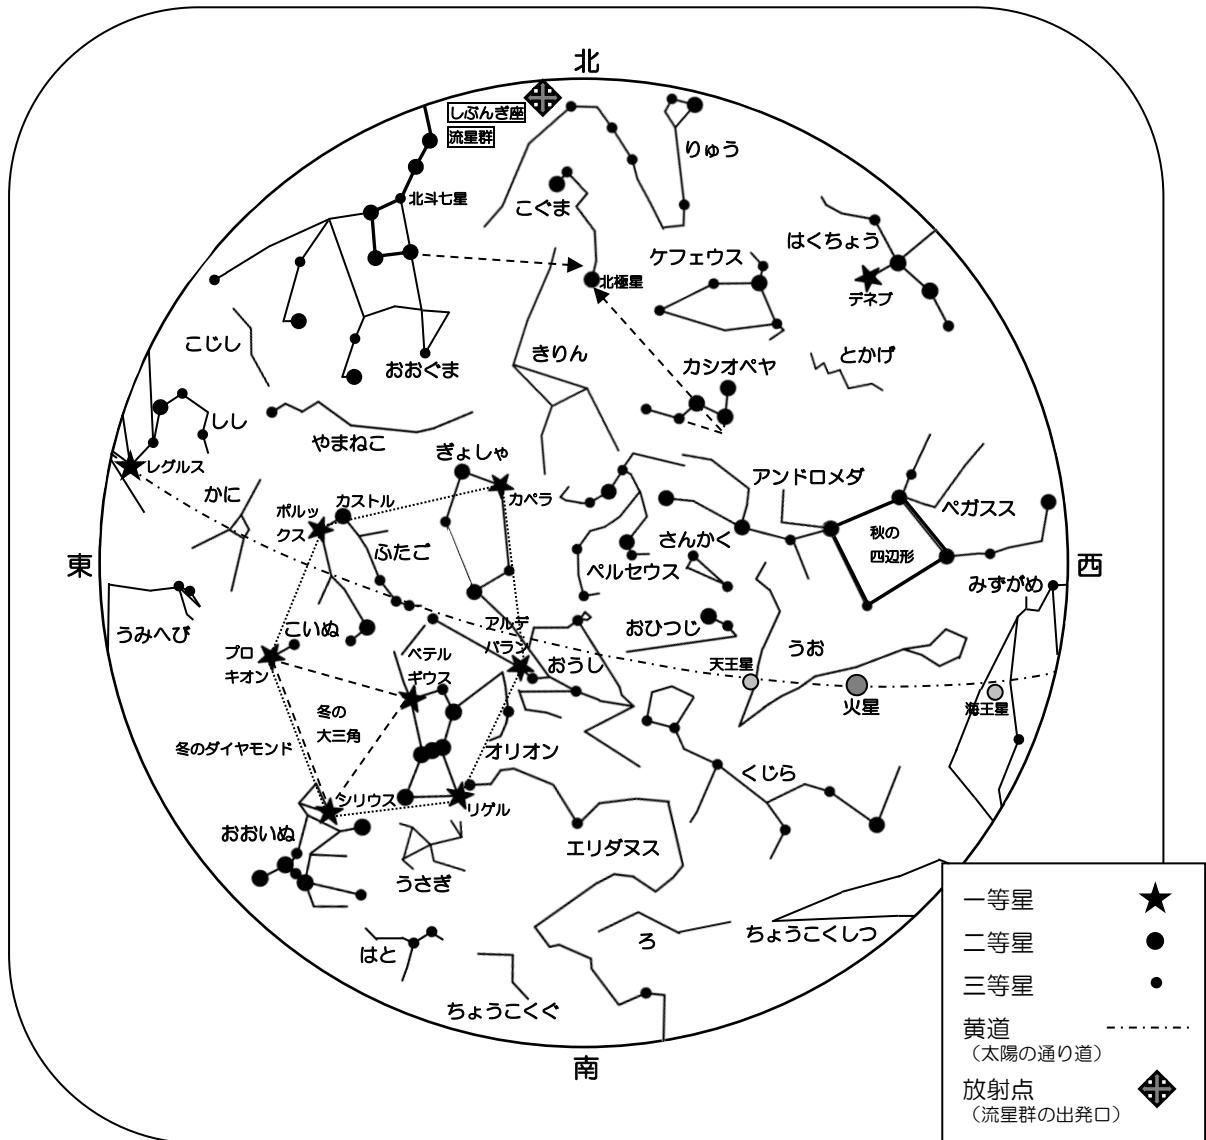 北
しぶんぎ座
流星群
りゅう
北斗七星
こぐま
はくちょう
ケフェウス
北極星
デネブ
こじし
きりん
とかげ
おおぐま
カシオペヤ
しし
やまねこ
ぎょしゃ
レグルス
アンドロメダ
かに
カストル
カペラ
ポルッ
クス
ペガスス
秋の
四辺形
ふたご
さんかく
東
西
ペルセウス
みずがめ
うみへび
こいぬ
アルデ
バラン
おひつじ
うお
プロ
キオン
ベテル
ギウス
おうし
天王星
火星
海王星
冬の
大三角
冬のダイヤモンド
オリオン
くじら
シリウス
リゲル
おおいぬ
エリダヌス
うさぎ
はと
ろ
ちょうこくしつ
ちょうこくぐ
南
一等星
二等星
三等星
黄道
(太陽の通り道)
放射点
(流星群の出発口)